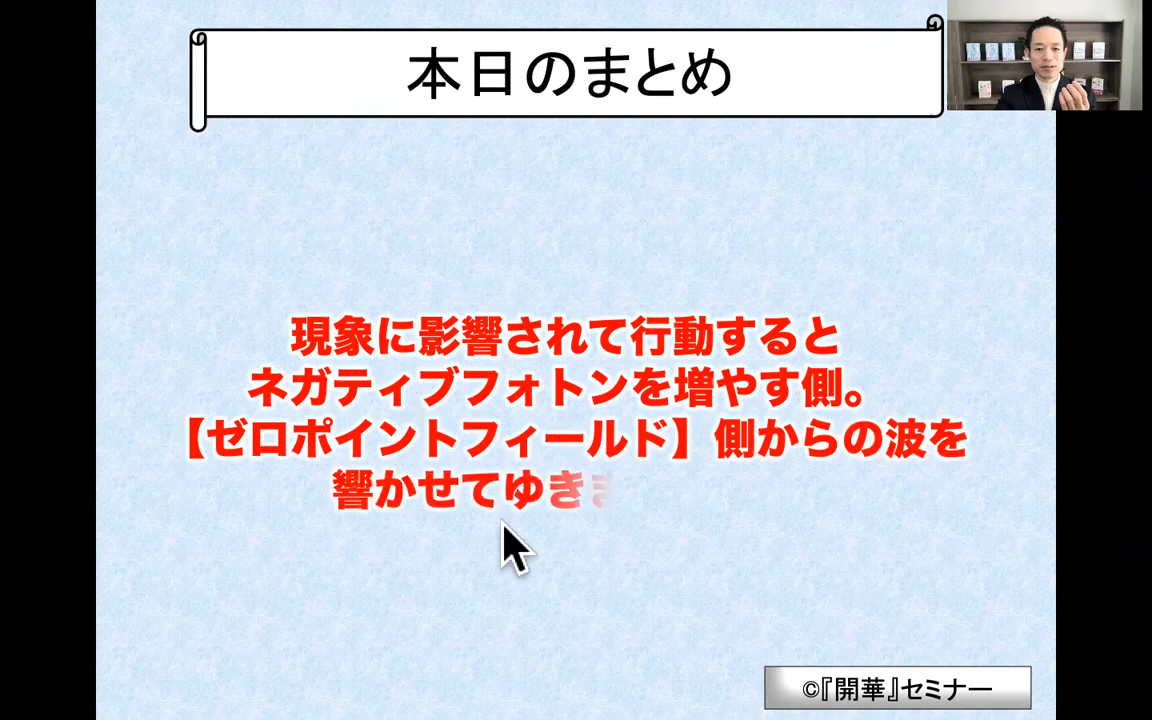 本日のまとめ
現象に影響されて行動すると
ネガティブフォトンを増やす側。
【ゼロポイントフィールド】側からの波を
響かせてゆき
©『開華』セミナー